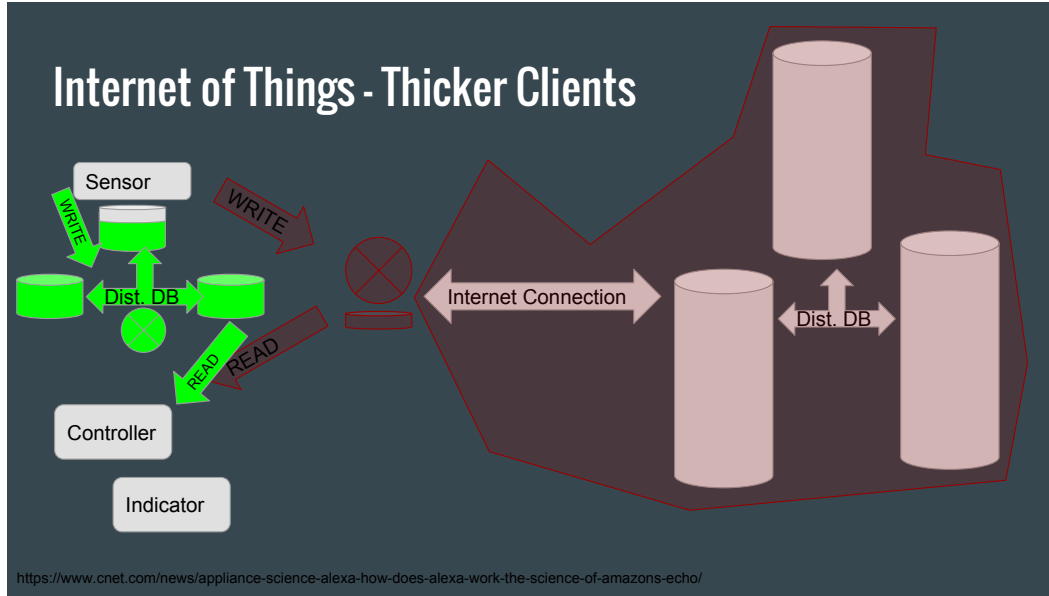 Internet of Things - Thicker Clients
Sensor
WRITE
WRITE
Dist. DB
READ
READ
Controller
Indicator
Internet Connection
Dist. DB
https://www.cnet.com/news/appliance-science-alexa-how-does-alexa-work-the-science-of-amazons-echo/